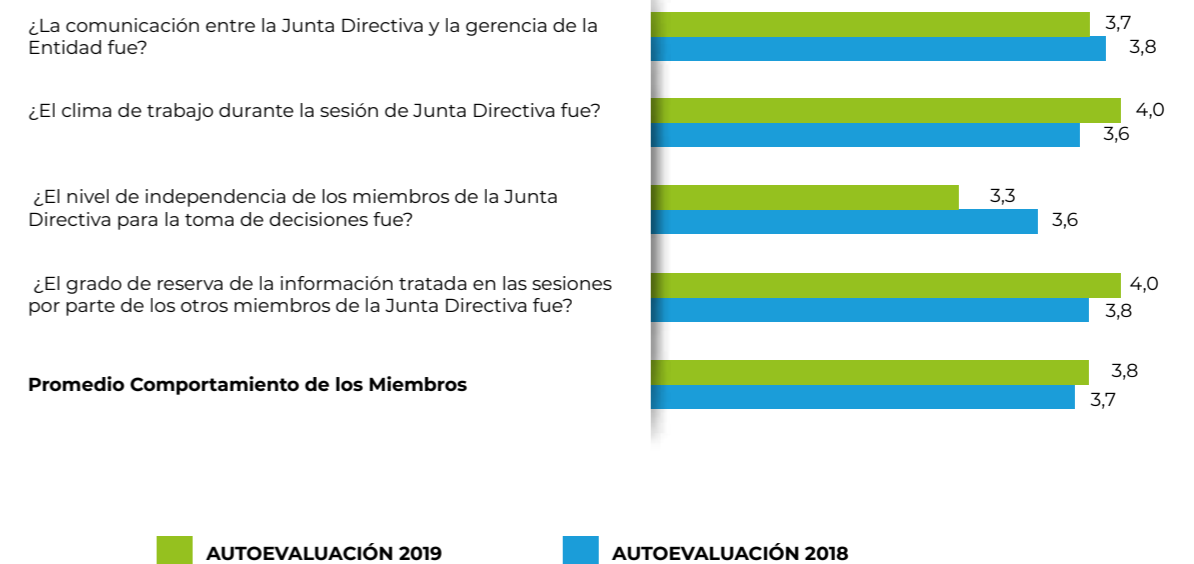 ¿La comunicación entre la Junta Directiva y la gerencia de la
Entidad fue?
3,7
3,8
¿El clima de trabajo durante la sesión de Junta Directiva fue?
4,0
3,6
¿El nivel de independencia de los miembros de la Junta
Directiva para la toma de decisiones fue?
3,3
3,6
¿El grado de reserva de la información tratada en las sesiones
por parte de los otros miembros de la Junta Directiva fue?
4,0
3,8
Promedio Comportamiento de los Miembros
3,8
3,7
AUTOEVALUACIÓN 2019
AUTOEVALUACIÓN 2018